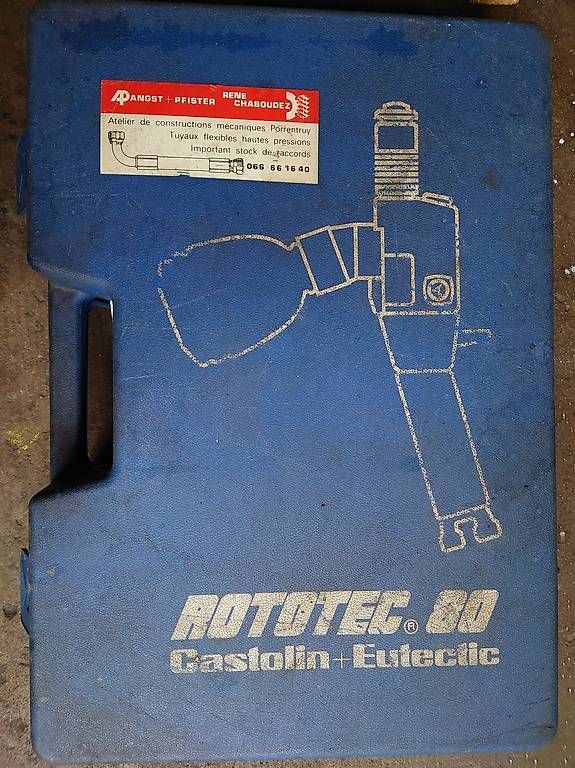 AP ANGST + PFISTER RENE CHABOUDEZ
Atelier de constructions mécaniques Porrentruy
Tuyaux flexibles hautes pressions
Important stock de raccords
066 66 16 40
ROTOTEC® 80
Castolin+Eutectic